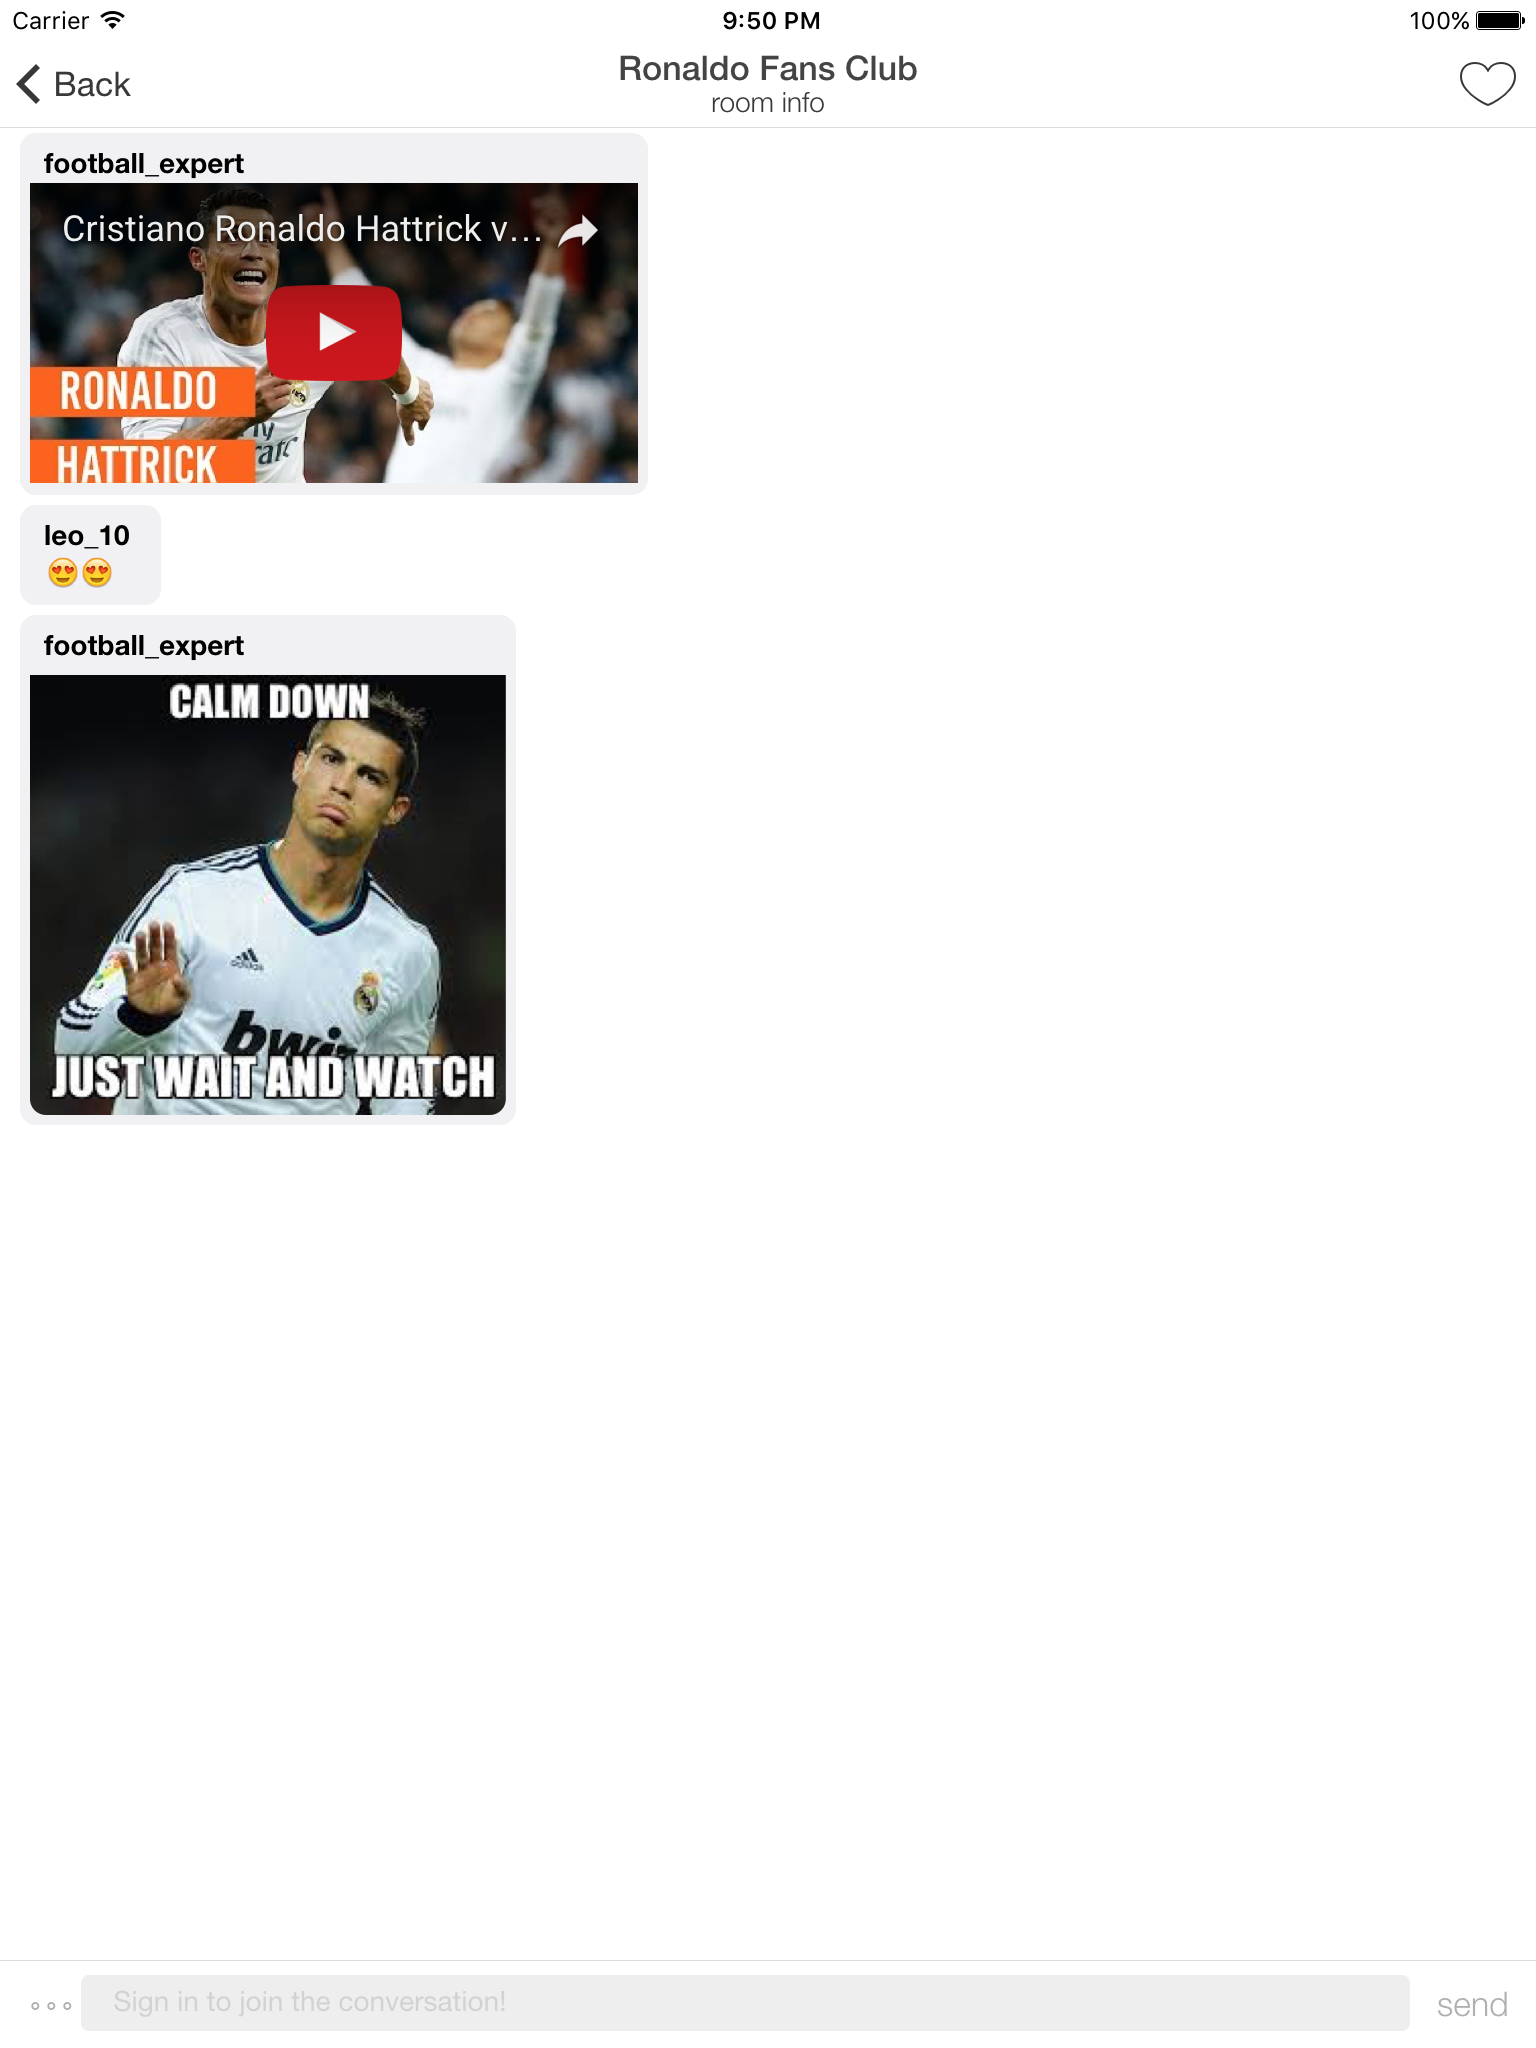 Carrier
9:50 PM
100%
Back
Ronaldo Fans Club
room info
football_expert
Cristiano Ronaldo Hattrick v...
RONALDO
HATTRICK
leo_10
football_expert
CALM DOWN
adidas
JUST WAIT AND WATCH
Sign in to join the conversation!
send